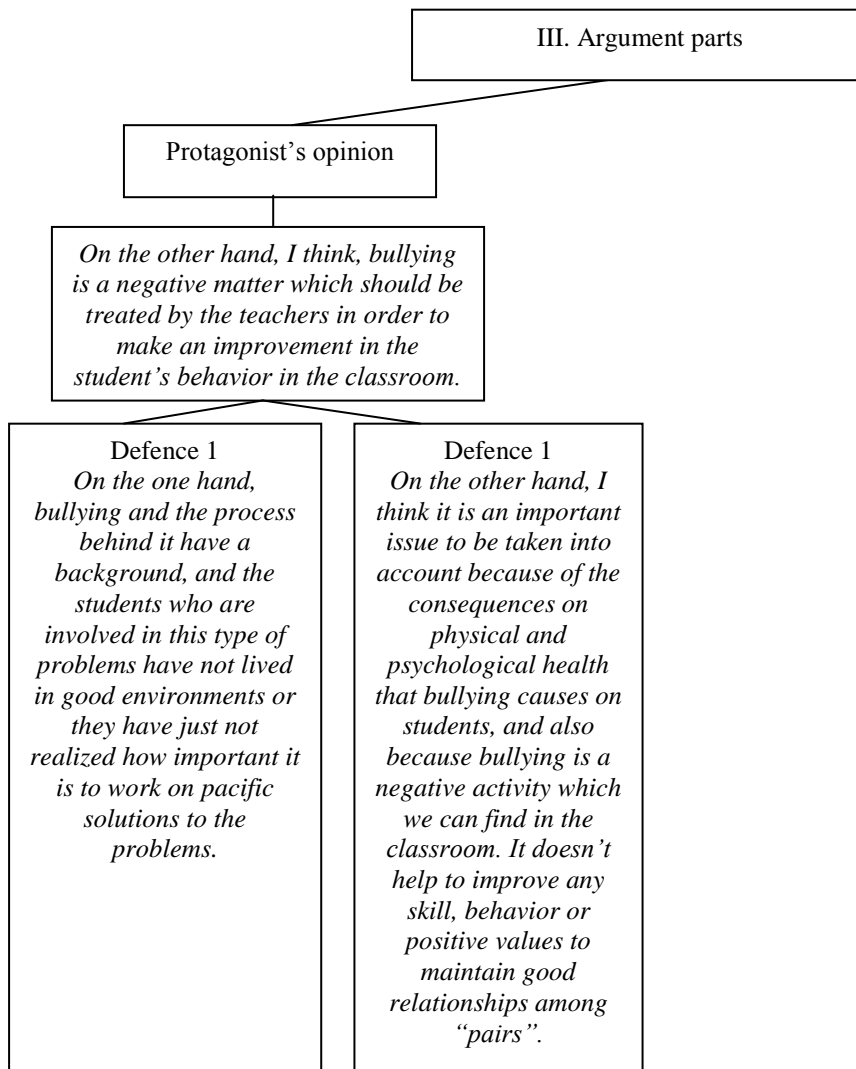 III. Argument parts
Protagonist’s opinion
On the other hand, I think, bullying
is a negative matter which should be
treated by the teachers in order to
make an improvement in the
student’s behavior in the classroom.
Defence 1
On the one hand,
bullying and the process
behind it have a
background, and the
students who are
involved in this type of
problems have not lived
in good environments or
they have just not
realized how important it
is to work on pacific
solutions to the
problems.
Defence 1
On the other hand, I
think it is an important
issue to be taken into
account because of the
consequences on
physical and
psychological health
that bullying causes on
students, and also
because bullying is a
negative activity which
we can find in the
classroom. It doesn’t
help to improve any
skill, behavior or
positive values to
maintain good
relationships among
“pairs”.